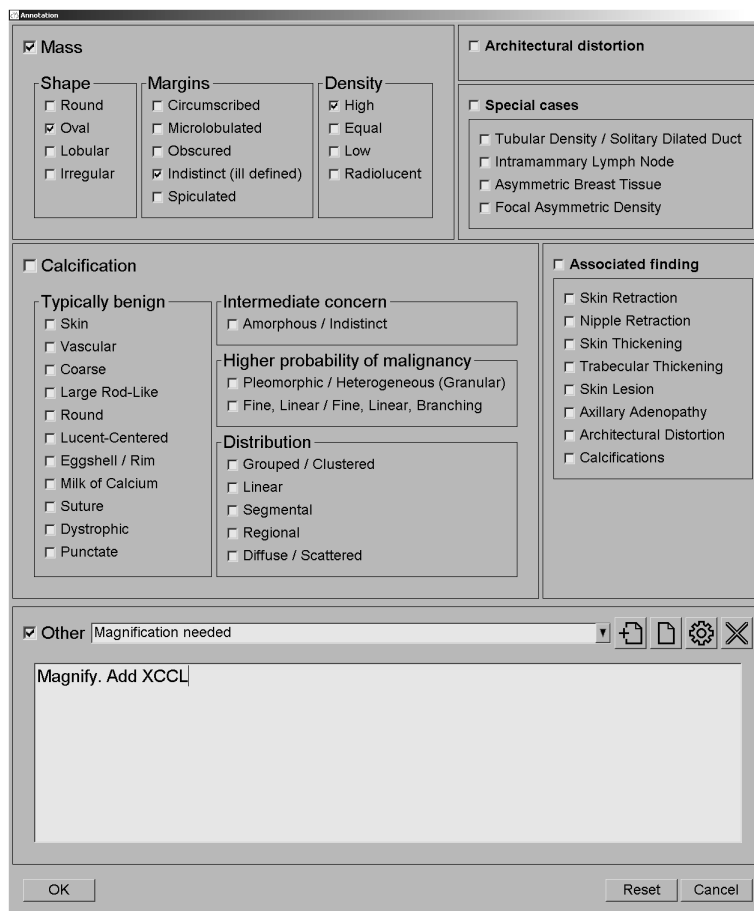 Annotation
Mass
Shape
Round
Oval
Lobular
Irregular
Margins
Circumscribed
Microlobulated
Obscured
Indistinct (ill defined)
Spiculated
Density
High
Equal
Low
Radiolucent
Architectural distortion
Special cases
Tubular Density / Solitary Dilated Duct
Intramammary Lymph Node
Asymmetric Breast Tissue
Focal Asymmetric Density
Calcification
Typically benign
Skin
Vascular
Coarse
Large Rod-Like
Round
Lucent-Centered
Eggshell / Rim
Milk of Calcium
Suture
Dystrophic
Punctate
Intermediate concern
Amorphous / Indistinct
Higher probability of malignancy
Pleomorphic / Heterogeneous (Granular)
Fine, Linear / Fine, Linear, Branching
Distribution
Grouped / Clustered
Linear
Segmental
Regional
Diffuse / Scattered
Associated finding
Skin Retraction
Nipple Retraction
Skin Thickening
Trabecular Thickening
Skin Lesion
Axillary Adenopathy
Architectural Distortion
Calcifications
Other Magnification needed
Magnify. Add XCCL
OK Reset Cancel